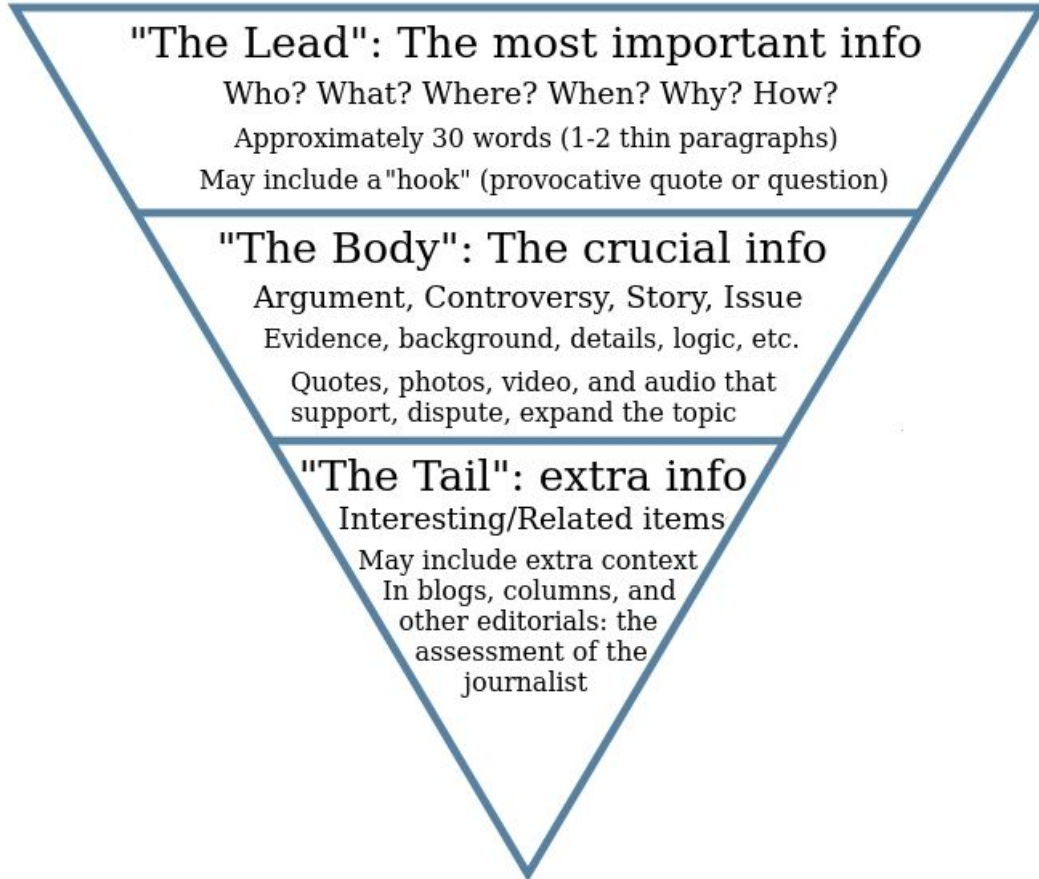 "The Lead": The most important info
Who? What? Where? When? Why? How?
Approximately 30 words (1-2 thin paragraphs)
May include a "hook" (provocative quote or question)
"The Body": The crucial info
Argument, Controversy, Story, Issue
Evidence, background, details, logic, etc.
Quotes, photos, video, and audio that
support, dispute, expand the topic
"The Tail": extra info
Interesting/Related items
May include extra context
In blogs, columns, and
other editorials: the
assessment of the
journalist